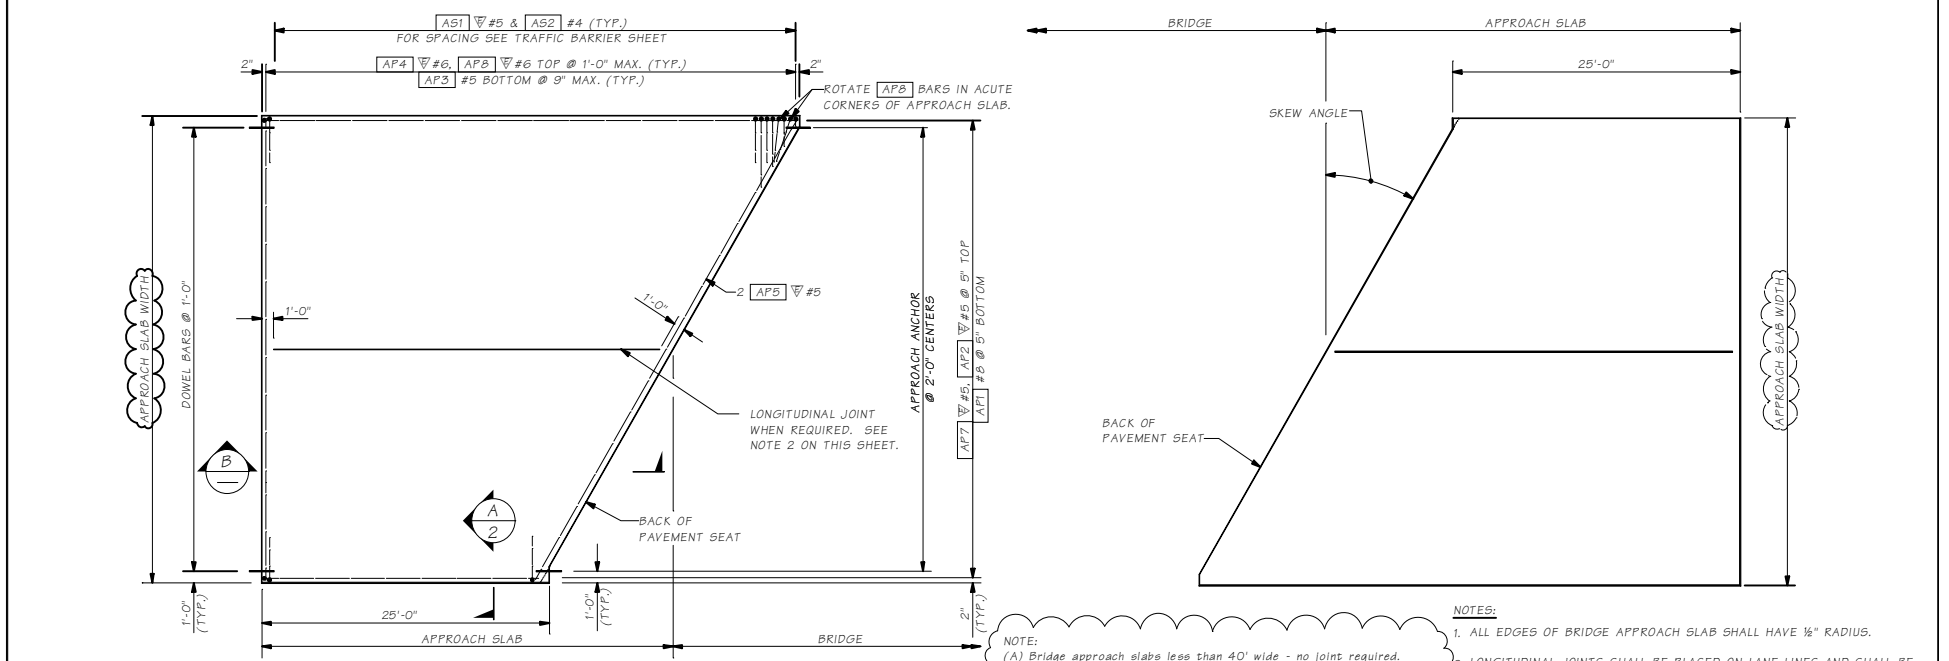 AS1 E #5 & AS2 #4 (TYP.)
FOR SPACING SEE TRAFFIC BARRIER SHEET
2"
AP4 E #6, AP8 E #6 TOP @ 1'-0" MAX. (TYP.)
2"
AP3 #5 BOTTOM @ 9" MAX. (TYP.)
ROTATE AP8 BARS IN ACUTE
CORNERS OF APPROACH SLAB.
APPROACH SLAB WIDTH
DOWEL BARS @ 1'-0"
1'-0"
1'-0"
2 AP5 E #5
APPROACH ANCHOR
@ 2'-0" CENTERS
AP7 E #5, AP2 E #5 @ 5" TOP
AP1 #8 @ 5" BOTTOM
LONGITUDINAL JOINT
WHEN REQUIRED. SEE
NOTE 2 ON THIS SHEET.
B
A
2
BACK OF
PAVEMENT SEAT
1'-0"
(TYP.)
25'-0"
1'-0"
(TYP.)
2"
(TYP.)
APPROACH SLAB
BRIDGE
BRIDGE
APPROACH SLAB
25'-0"
SKEW ANGLE
BACK OF
PAVEMENT SEAT
APPROACH SLAB WIDTH
NOTE:
(A) Bridge approach slabs less than 40' wide - no joint required.
NOTES:
1. ALL EDGES OF BRIDGE APPROACH SLAB SHALL HAVE ½" RADIUS.
LONGITUDINAL JOINTS SHALL BE PLACED ON LANE LINES AND SHALL BE